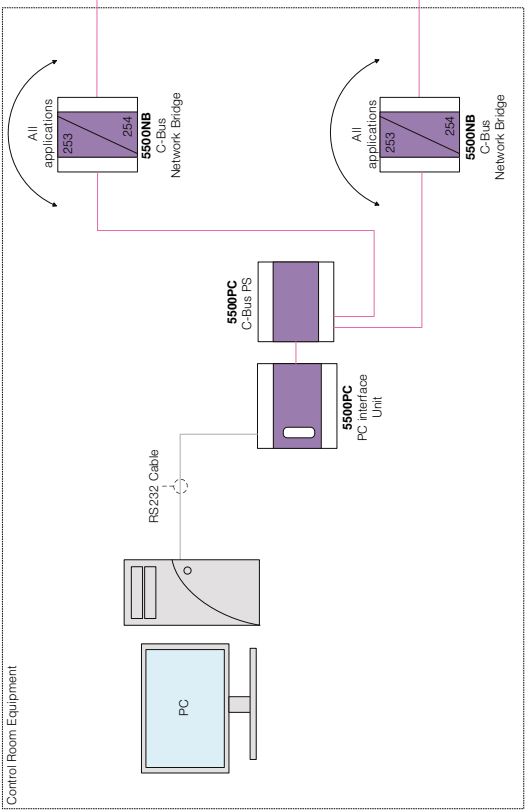 Control Room Equipment
PC
RS232 Cable
5500PC
PC interface
Unit
5500PC
C-Bus PS
All
applications
253
254
5500NB
C-Bus
Network Bridge
All
applications
253
254
5500NB
C-Bus
Network Bridge